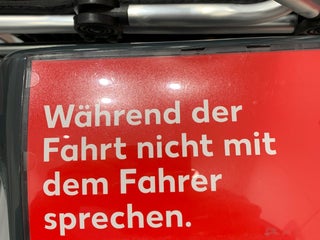 Während der
Fahrt nicht mit
dem Fahrer
sprechen.